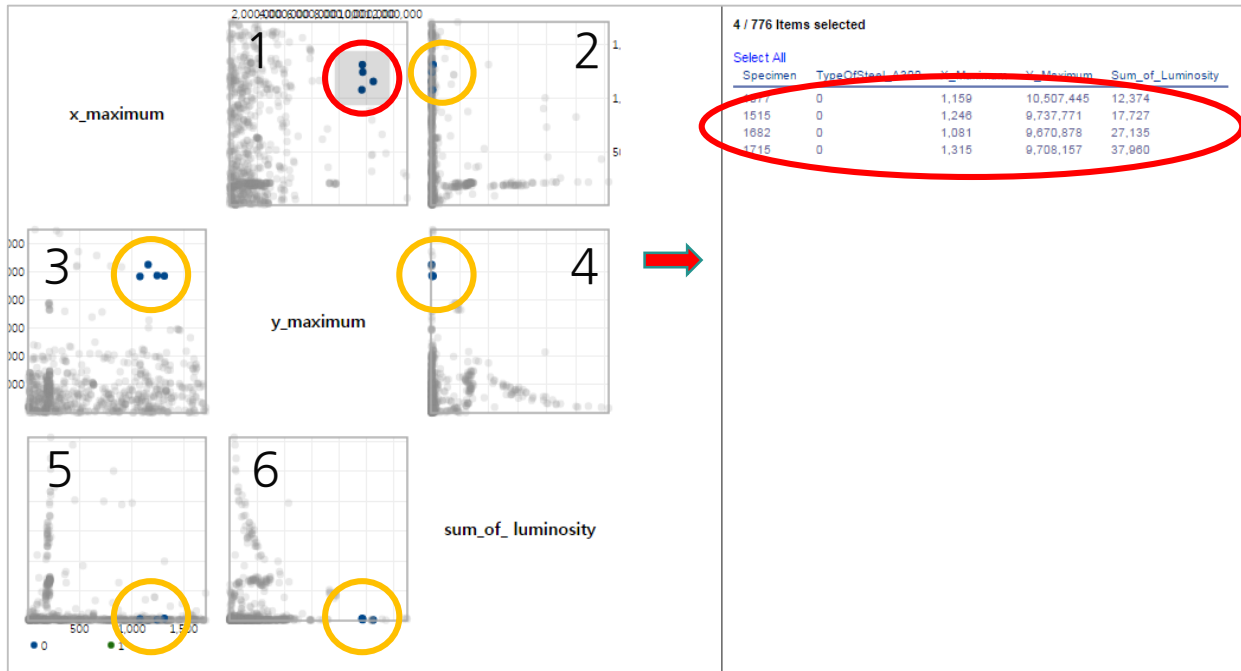 4 / 776 Items selected
Select All
Specimen Sum_of_Luminosity
0 1,159 10,507,445 12,374
1515 0 1,246 9,737,771 17,727
1682 0 1,081 9,670,878 27,135
1715 0 1,315 9,708,157 37,960
1
2
x_maximum
3
y_maximum
4
5
6
sum_of_ luminosity
500 1,000 1,500
0 1